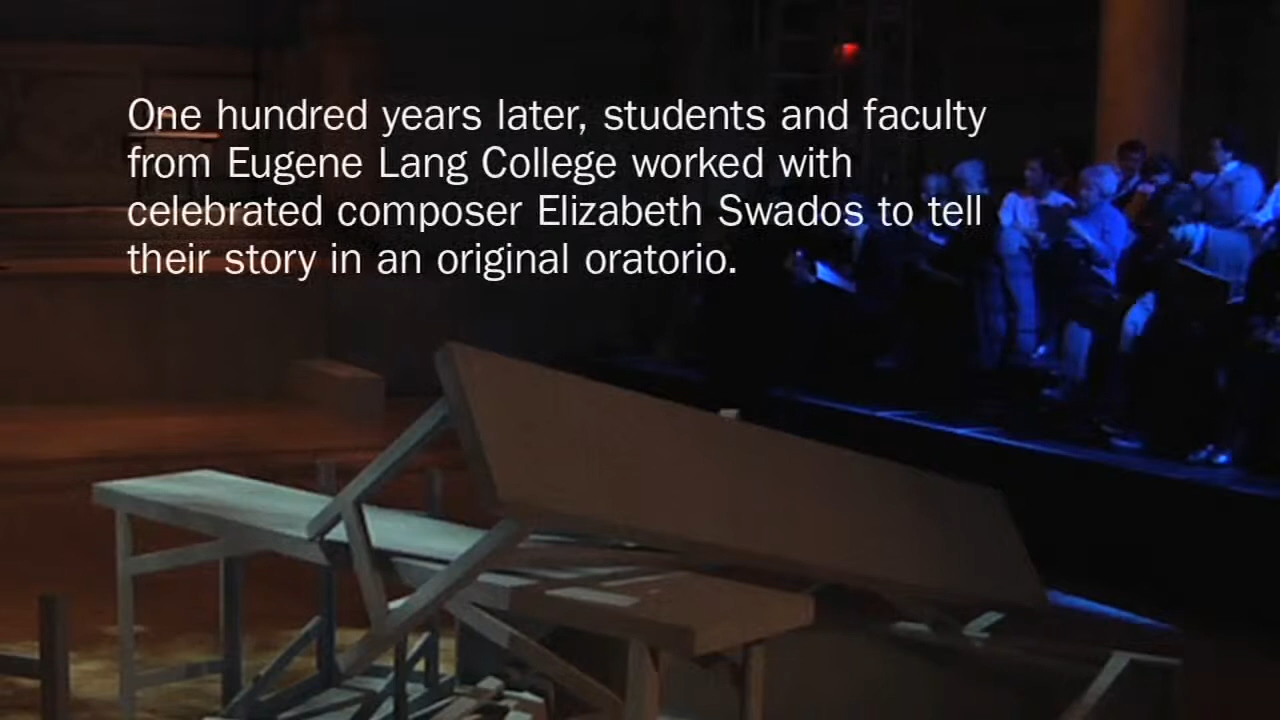 One hundred years later, students and faculty
from Eugene Lang College worked with
celebrated composer Elizabeth Swados to tell
their story in an original oratorio.